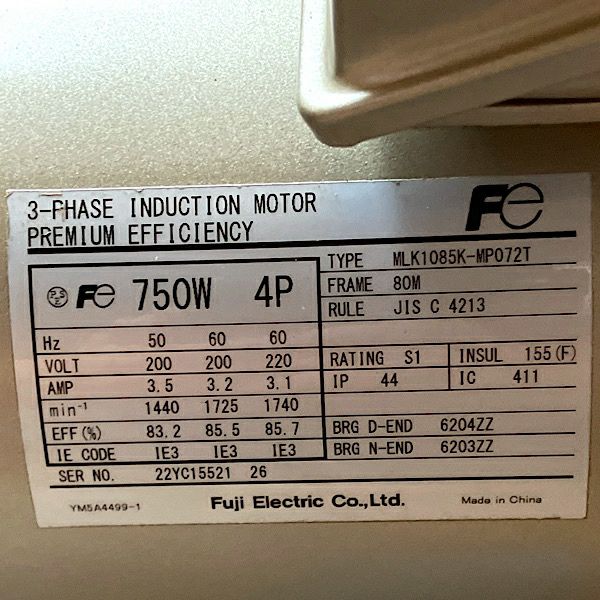 3-PHASE INDUCTION MOTOR
PREMIUM EFFICIENCY
Fe
TYPE MLK1085K-MP072T
FRAME 80M
RULE JIS C 4213
PSE Fe 750W 4P
Hz 50 60 60
VOLT 200 200 220
AMP 3.5 3.2 3.1
min⁻¹ 1440 1725 1740
EFF(%) 83.2 85.5 85.7
IE CODE IE3 IE3 IE3
RATING S1 INSUL 155(F)
IP 44 IC 411
BRG D-END 6204ZZ
BRG N-END 6203ZZ
SER NO. 22YC15521 26
YM5A4499-1 Fuji Electric Co.,Ltd. Made in China